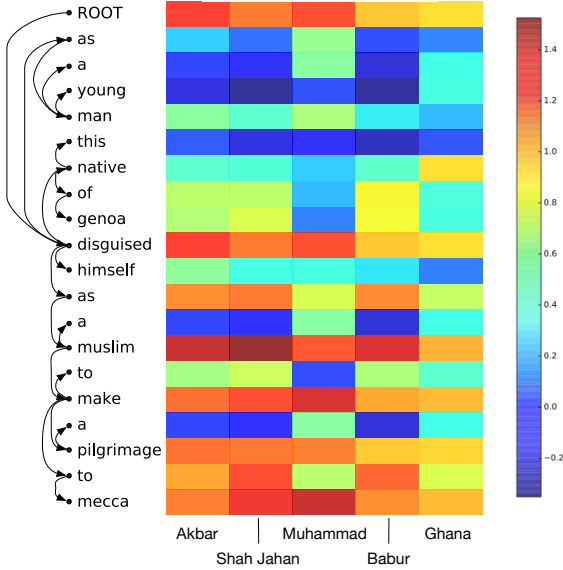 ROOT
as
a
young
man
this
native
of
genoa
disguised
himself
as
a
muslim
to
make
a
pilgrimage
to
mecca
Akbar Muhammad Ghana
Shah Jahan Babur
1.4
1.2
1.0
0.8
0.6
0.4
0.2
0.0
−0.2